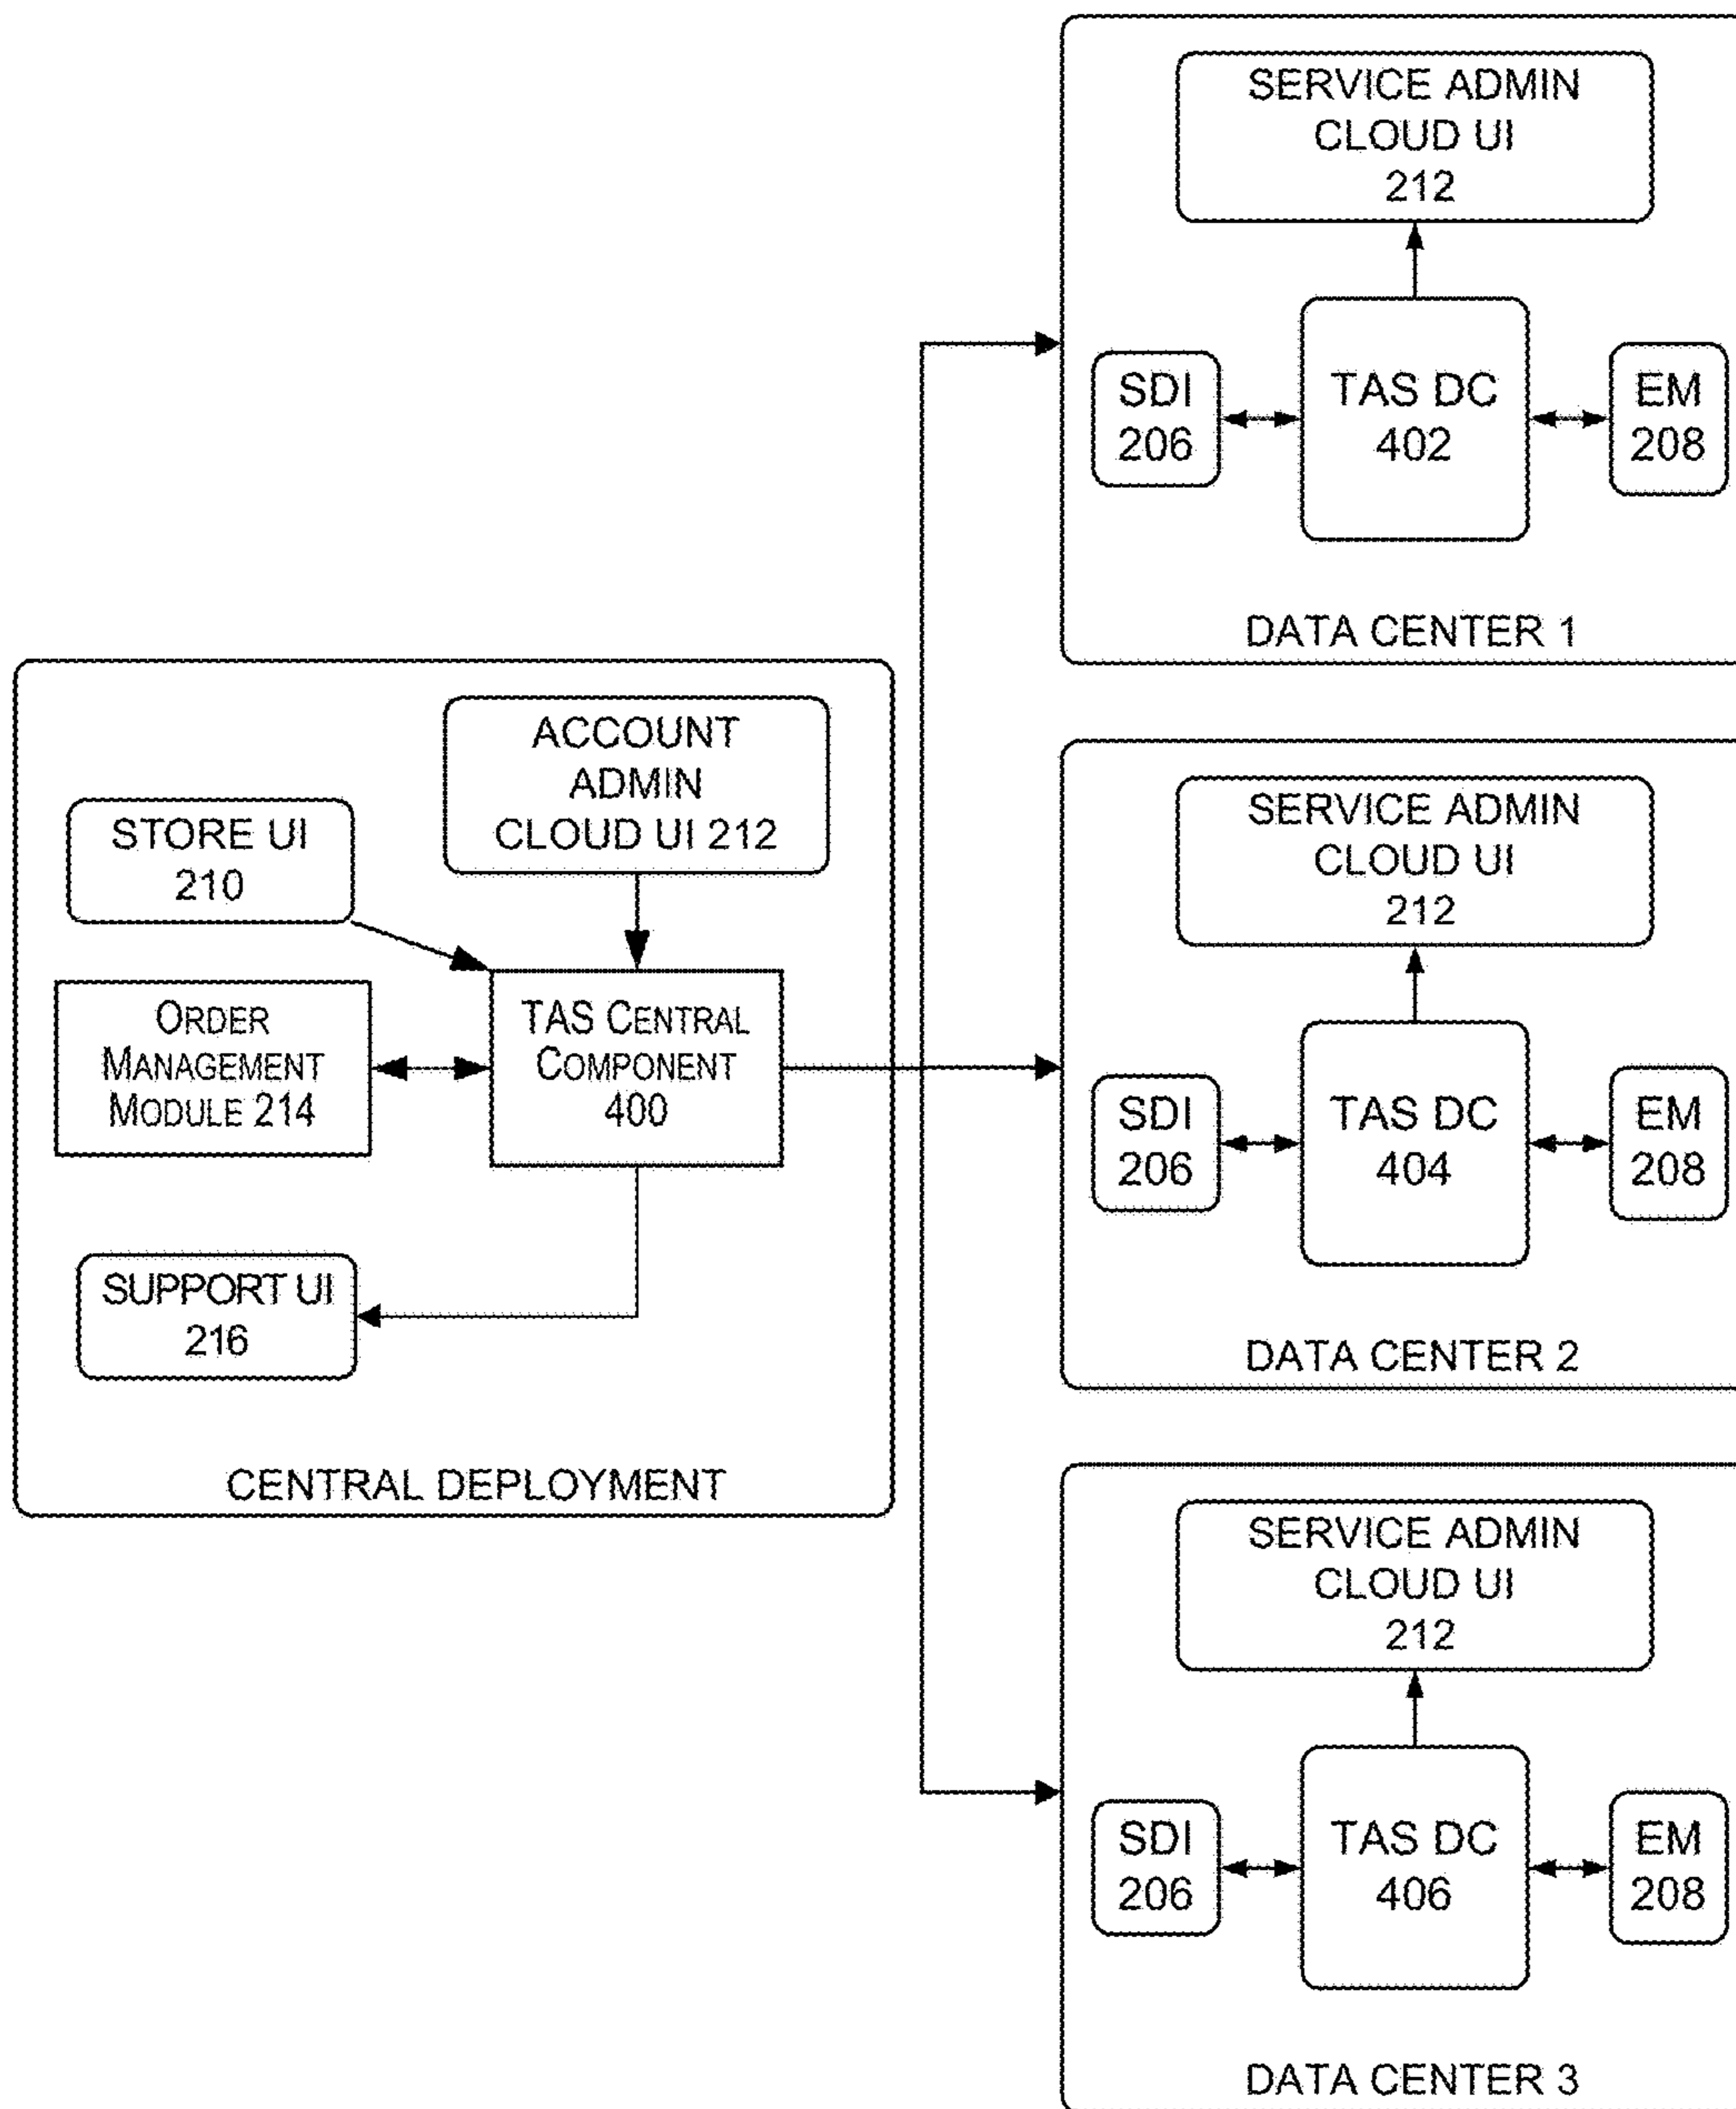 SERVICE ADMIN
CLOUD UI
212
SDI
206
TAS DC
402
EM
208
DATA CENTER 1
ACCOUNT
ADMIN
CLOUD UI 212
STORE UI
210
ORDER
MANAGEMENT
MODULE 214
TAS CENTRAL
COMPONENT
400
SUPPORT UI
216
CENTRAL DEPLOYMENT
SERVICE ADMIN
CLOUD UI
212
SDI
206
TAS DC
404
EM
208
DATA CENTER 2
SERVICE ADMIN
CLOUD UI
212
SDI
206
TAS DC
406
EM
208
DATA CENTER 3